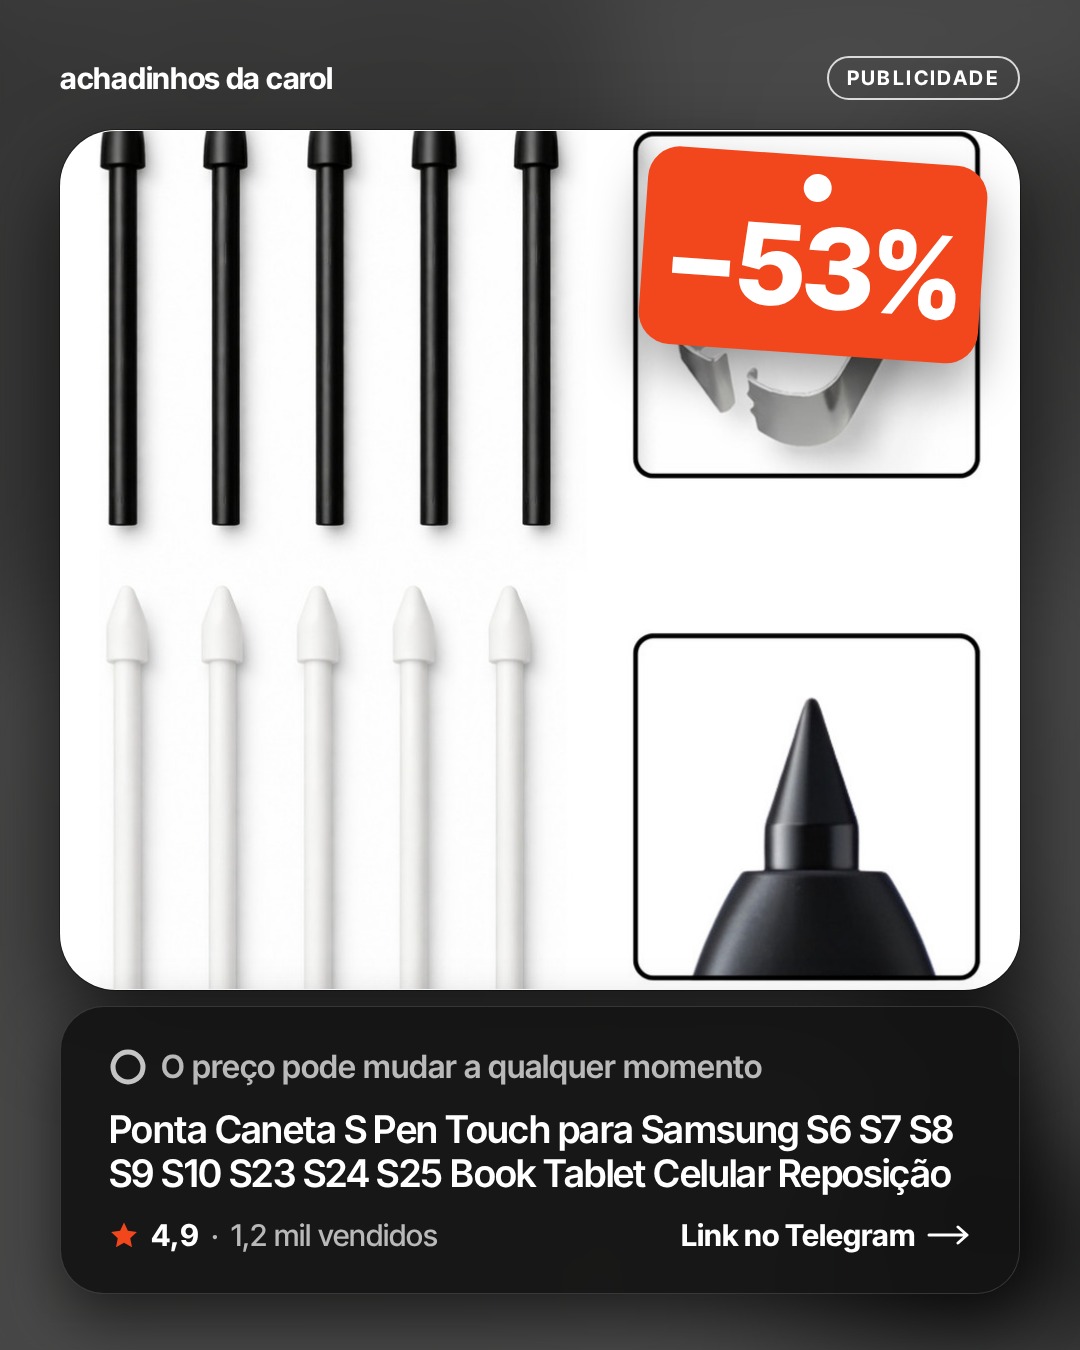 achadinhos da carol
PUBLICIDADE
-53%
O preço pode mudar a qualquer momento
Ponta Caneta S Pen Touch para Samsung S6 S7 S8
S9 S10 S23 S24 S25 Book Tablet Celular Reposição
4,9 · 1,2 mil vendidos
Link no Telegram →